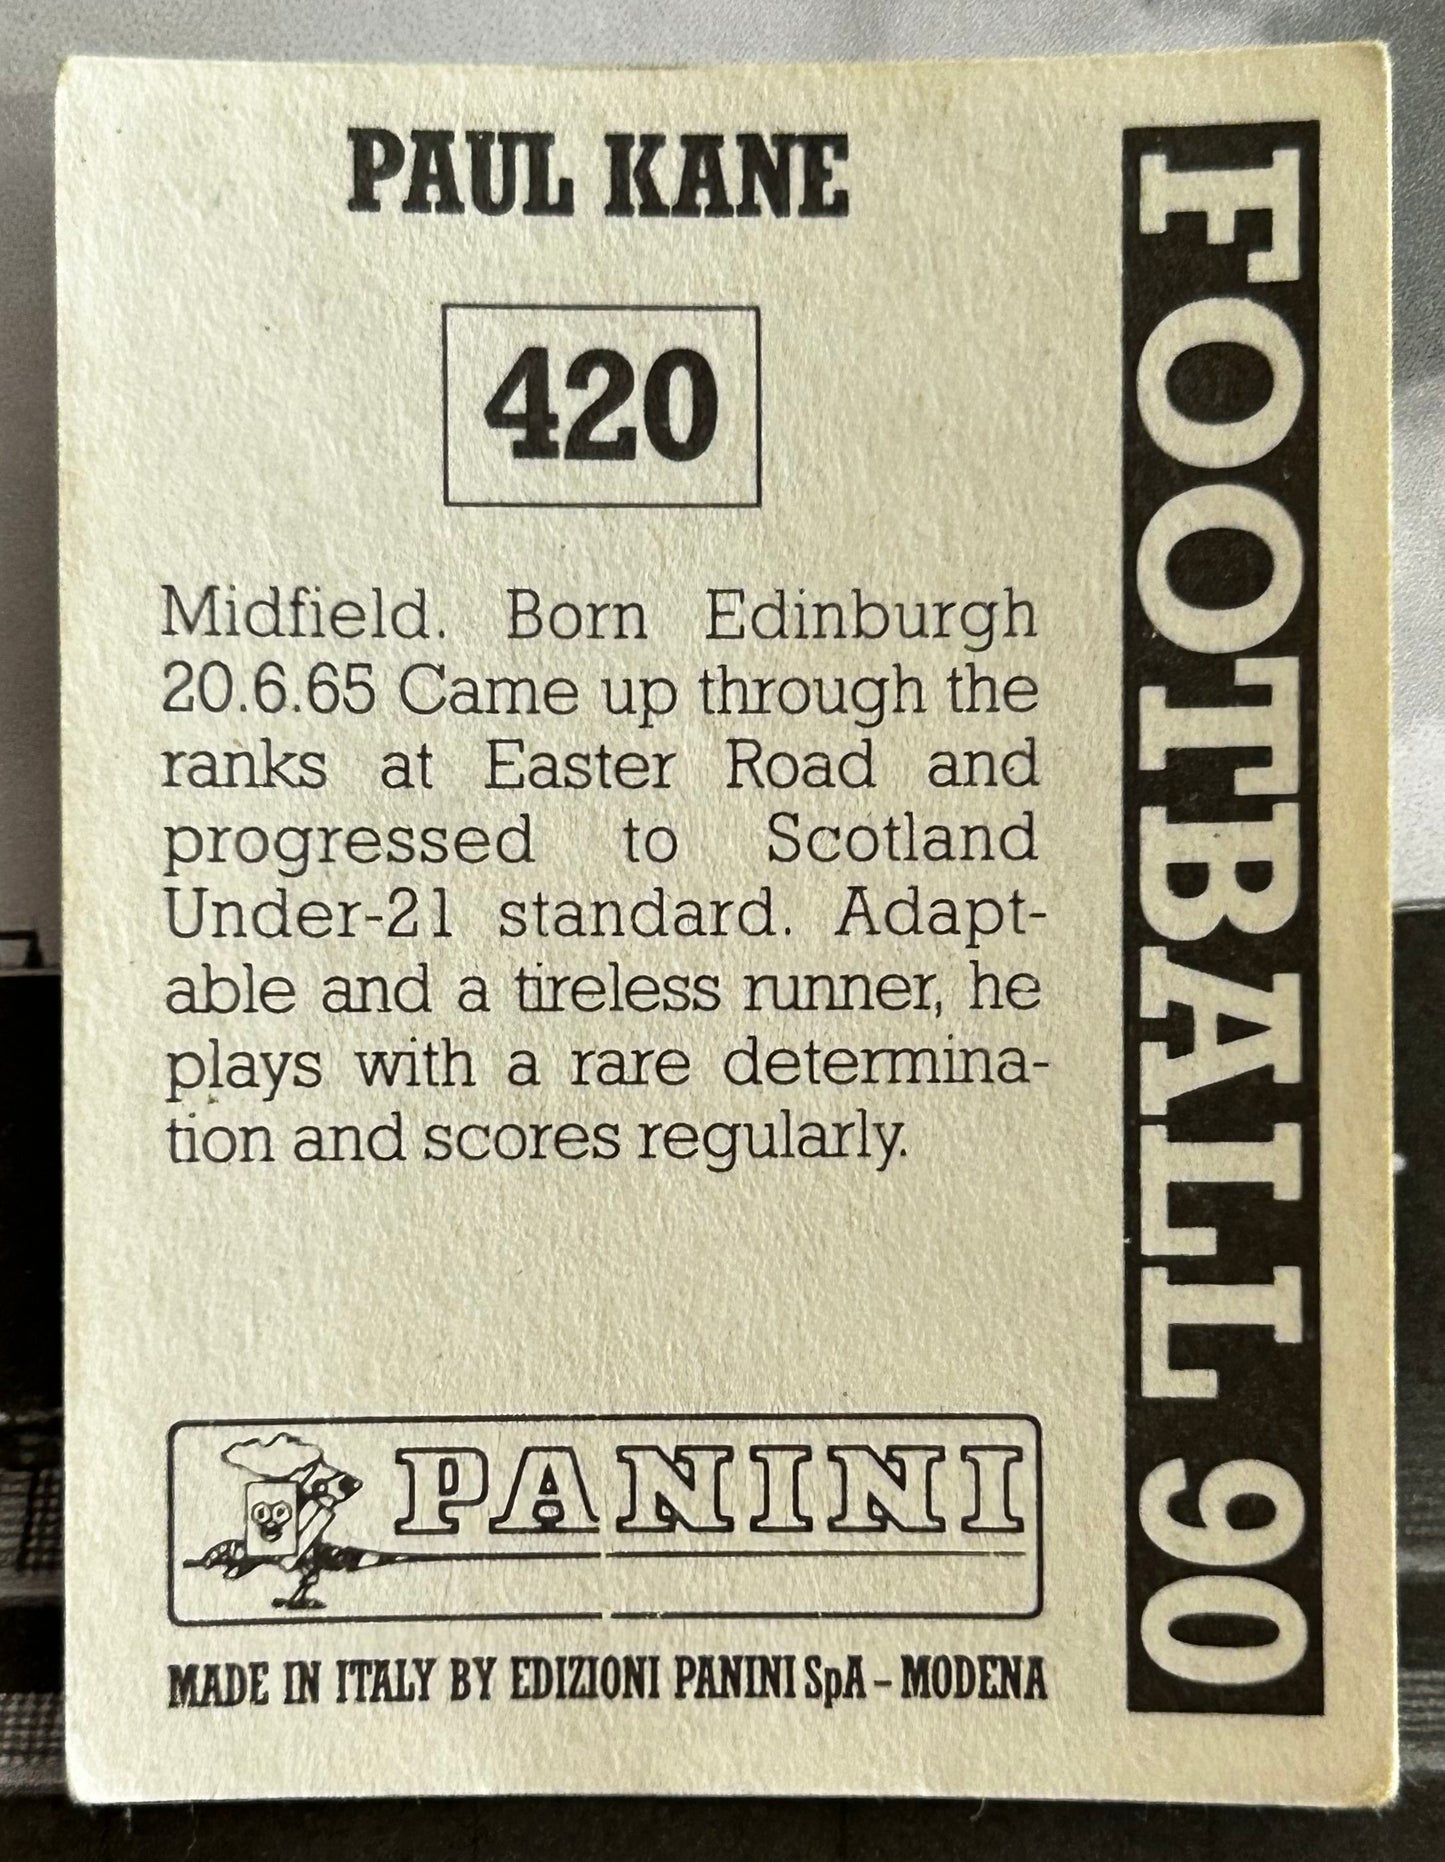 PAUL KANE
420
Midfield. Born Edinburgh
20.6.65 Came up through the
ranks at Easter Road and
progressed to Scotland
Under-21 standard. Adapt-
able and a tireless runner, he
plays with a rare determina-
tion and scores regularly.
PANINI
MADE IN ITALY BY EDIZIONI PANINI SpA – MODENA
FOOTBALL 90